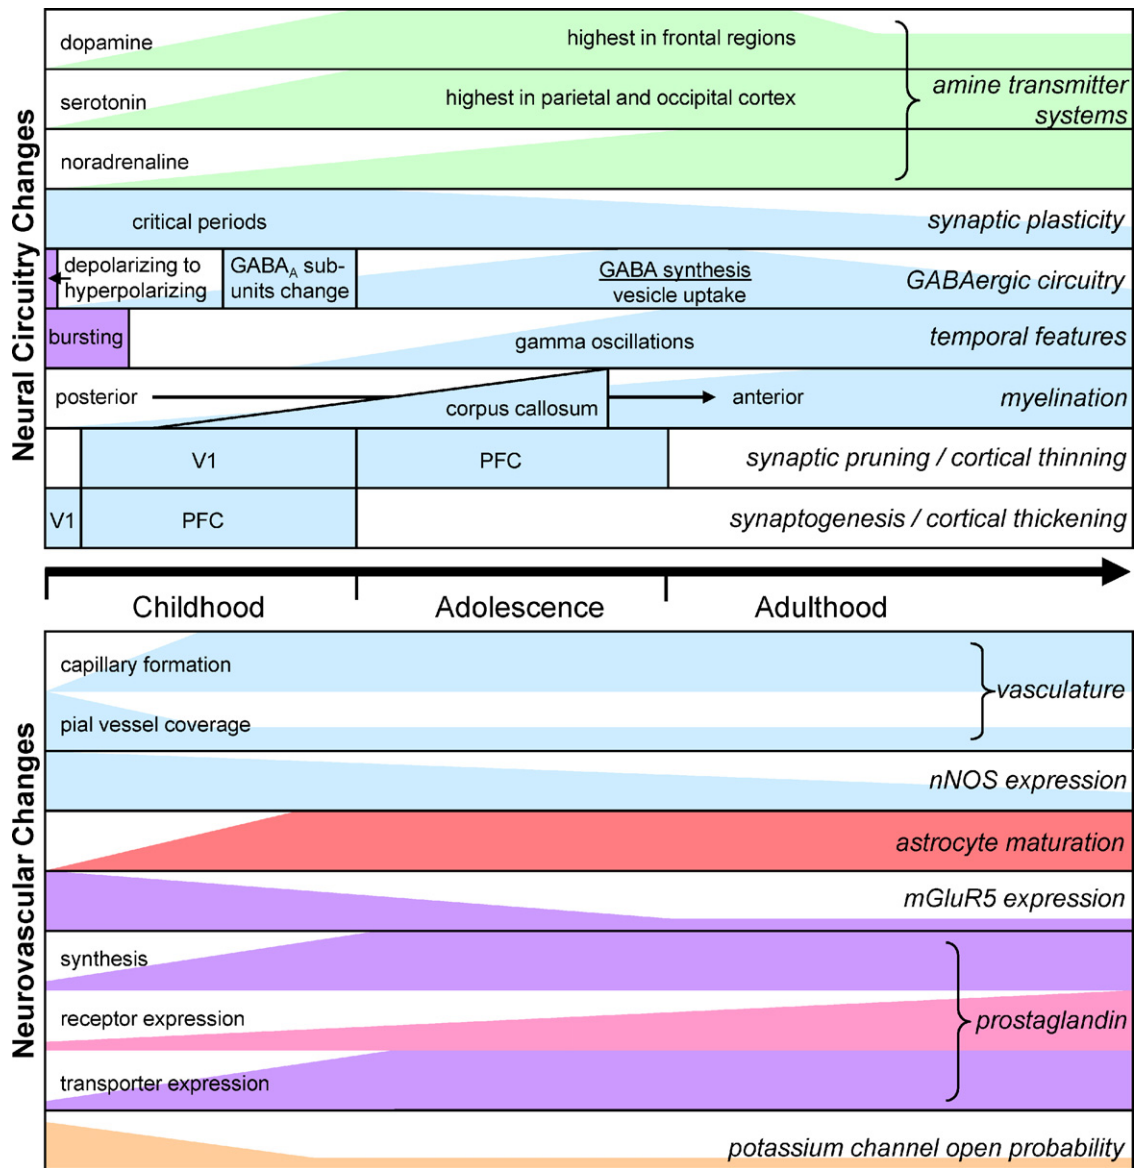 Neural Circuitry Changes
dopamine
highest in frontal regions
serotonin
highest in parietal and occipital cortex
amine transmitter
systems
noradrenaline
critical periods
synaptic plasticity
depolarizing to
hyperpolarizing
GABAA sub-
units change
GABA synthesis
vesicle uptake
GABAergic circuitry
bursting
gamma oscillations
temporal features
posterior
corpus callosum
anterior
myelination
V1
PFC
synaptic pruning / cortical thinning
V1
PFC
synaptogenesis / cortical thickening
Childhood
Adolescence
Adulthood
Neurovascular Changes
capillary formation
pial vessel coverage
vasculature
nNOS expression
astrocyte maturation
mGluR5 expression
synthesis
receptor expression
transporter expression
prostaglandin
potassium channel open probability